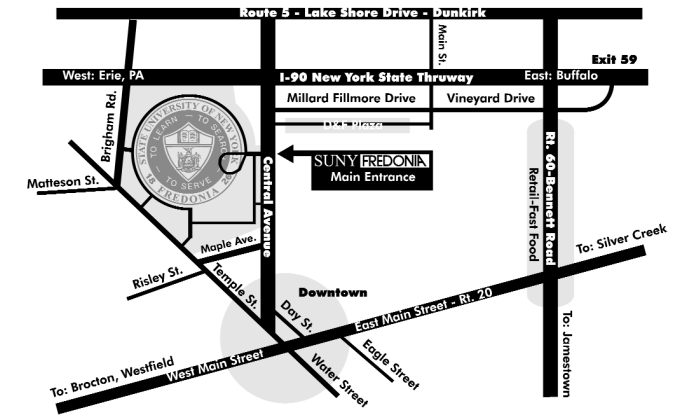 Route 5 - Lake Shore Drive - Dunkirk
Main St.
Exit 59
West: Erie, PA
I-90 New York State Thruway
East: Buffalo
Brigham Rd.
Millard Fillmore Drive
Vineyard Drive
D&F Plaza
STATE UNIVERSITY OF NEW YORK
TO LEARN - TO SEARCH
TO SERVE
18 FREDONIA 26
SUNY FREDONIA
Main Entrance
Matteson St.
Central Avenue
Rt. 60-Bennett Road
Retail-Fast Food
Maple Ave.
To: Silver Creek
Risley St.
Temple St.
Downtown
Day St.
East Main Street - Rt. 20
To: Jamestown
Eagle Street
West Main Street
Water Street
To: Brocton, Westfield